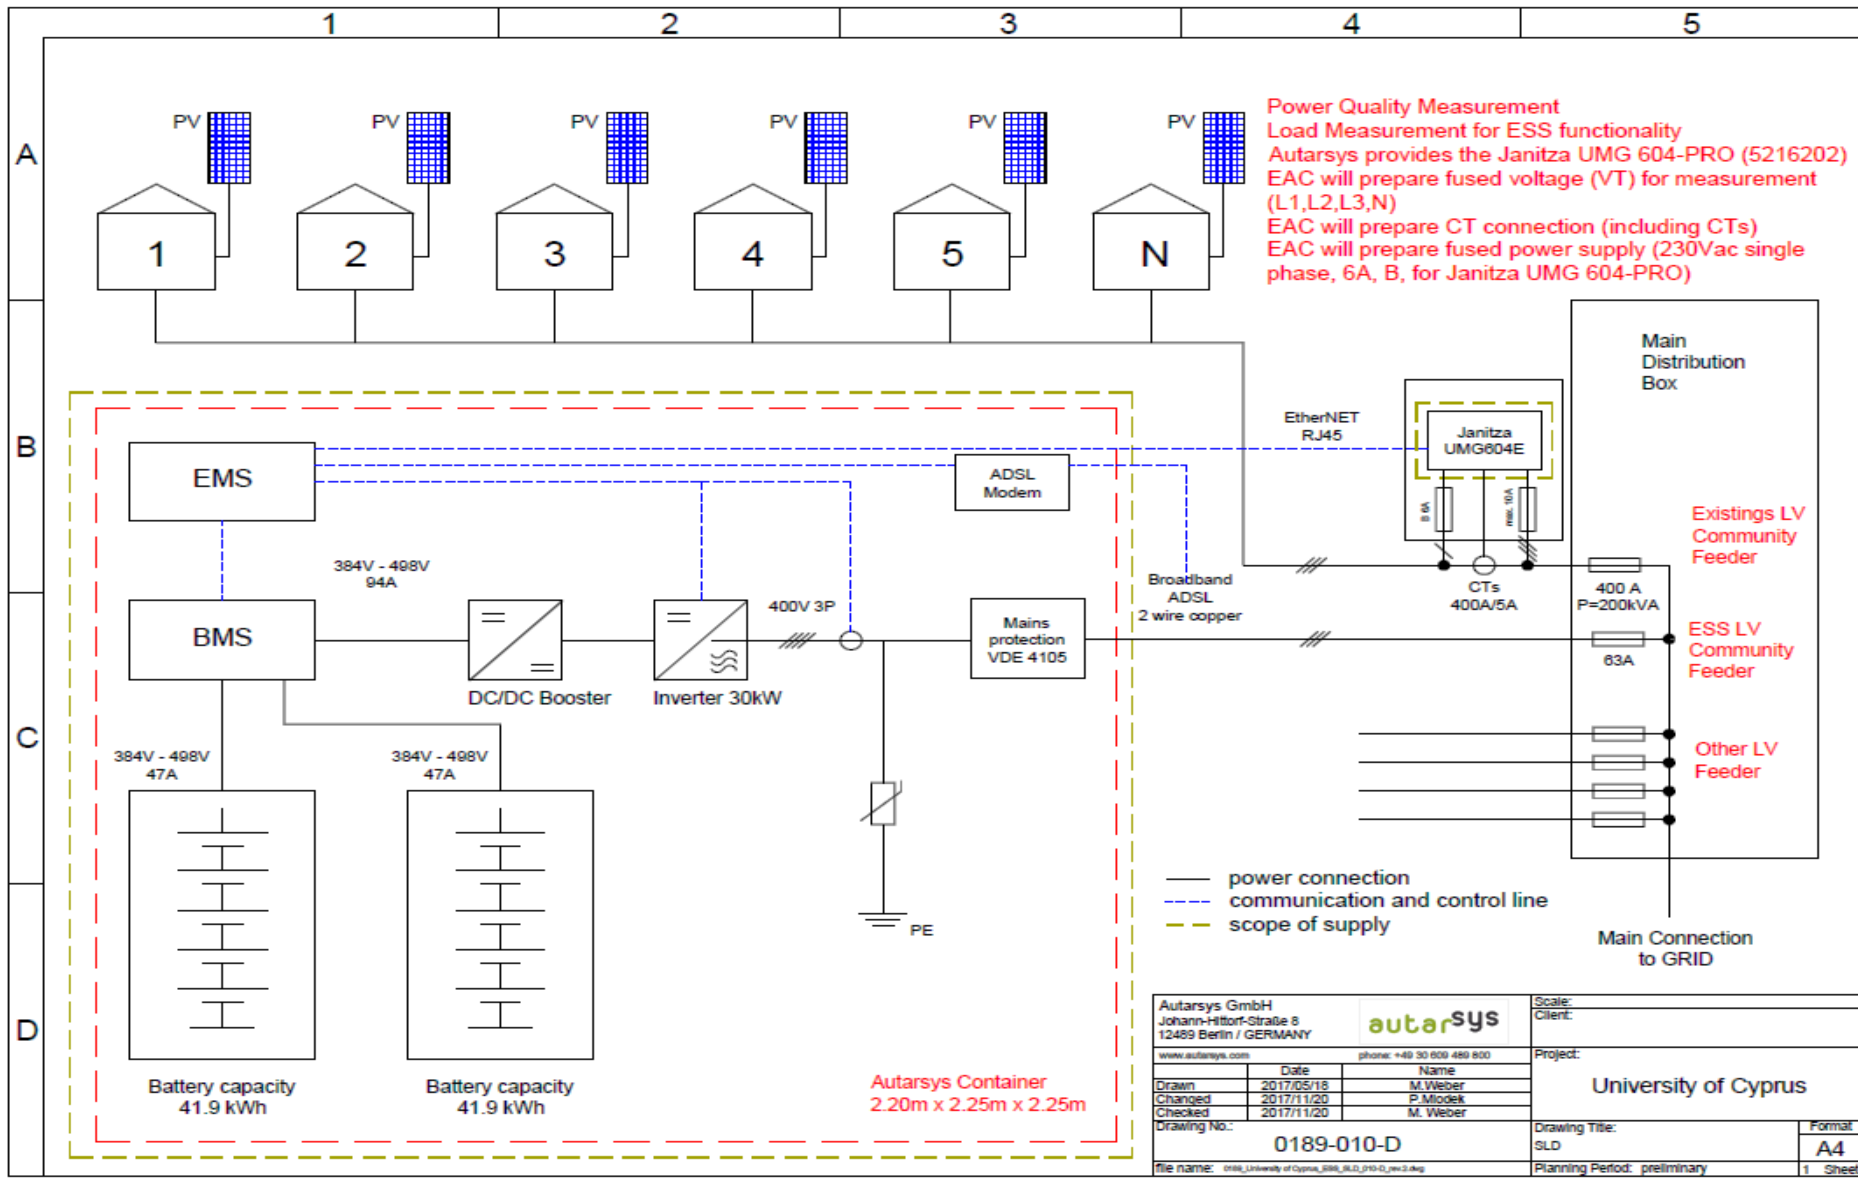 1 2 3 4 5
A
B
C
D
PV PV PV PV PV PV
1 2 3 4 5 N
Power Quality Measurement
Load Measurement for ESS functionality
Autarsys provides the Janitza UMG 604-PRO (5216202)
EAC will prepare fused voltage (VT) for measurement
(L1,L2,L3,N)
EAC will prepare CT connection (including CTs)
EAC will prepare fused power supply (230Vac single
phase, 6A, B, for Janitza UMG 604-PRO)
Main
Distribution
Box
EtherNET
RJ45
Janitza
UMG604E
B 6A
max. 10A
EMS
ADSL
Modem
Existings LV
Community
Feeder
384V - 498V
94A
Broadband
ADSL
2 wire copper
CTs
400A/5A
400 A
P=200kVA
BMS
400V 3P
Mains
protection
VDE 4105
ESS LV
Community
Feeder
63A
DC/DC Booster
Inverter 30kW
384V - 498V
47A
384V - 498V
47A
Other LV
Feeder
power connection
communication and control line
scope of supply
PE
Main Connection
to GRID
Battery capacity
41.9 kWh
Battery capacity
41.9 kWh
Autarsys Container
2.20m x 2.25m x 2.25m
Autarsys GmbH
Johann-Hittorf-Straße 8
12489 Berlin / GERMANY
autarsys
www.autarsys.com phone: +49 30 609 489 800
Date Name
Drawn 2017/05/18 M.Weber
Changed 2017/11/20 P.Mlodek
Checked 2017/11/20 M. Weber
Drawing No.:
0189-010-D
file name: 0189_University of Cyprus_ESS_SLD_010-D_rev.2.dwg
Scale:
Client:
Project:
University of Cyprus
Drawing Title:
SLD
Format
A4
Planning Period: preliminary
1 Sheet